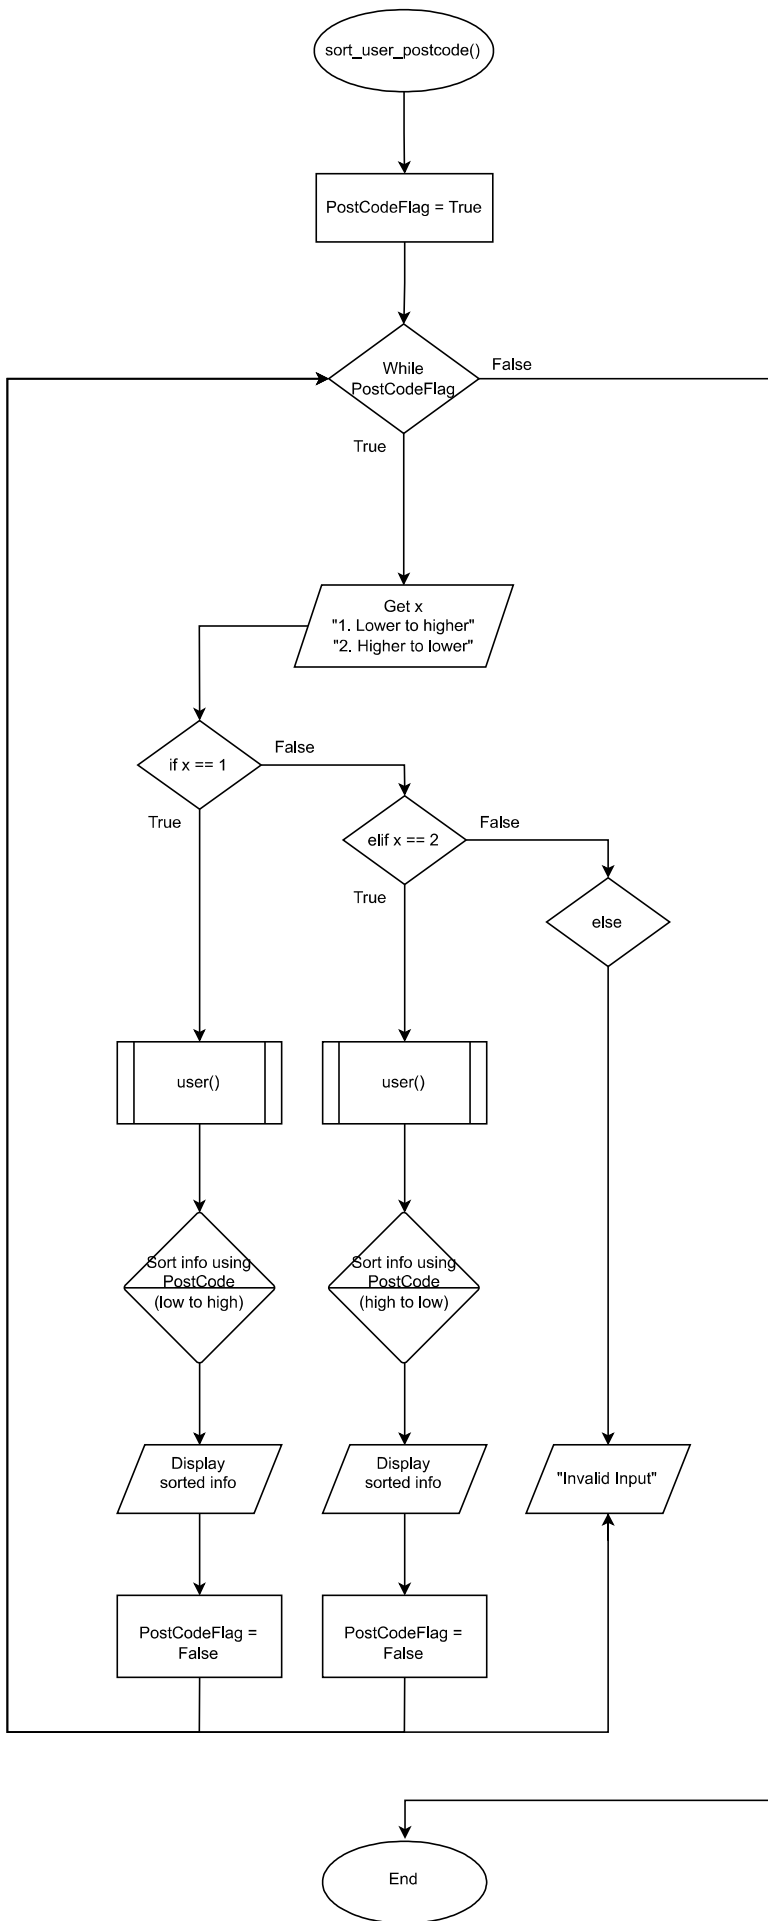 sort_user_postcode()
PostCodeFlag = True
While
PostCodeFlag
False
True
Get x
"1. Lower to higher"
"2. Higher to lower"
if x == 1
False
True
elif x == 2
False
True
else
user()
user()
Sort info using
PostCode
(low to high)
Sort info using
PostCode
(high to low)
Display
sorted info
Display
sorted info
"Invalid Input"
PostCodeFlag =
False
PostCodeFlag =
False
End